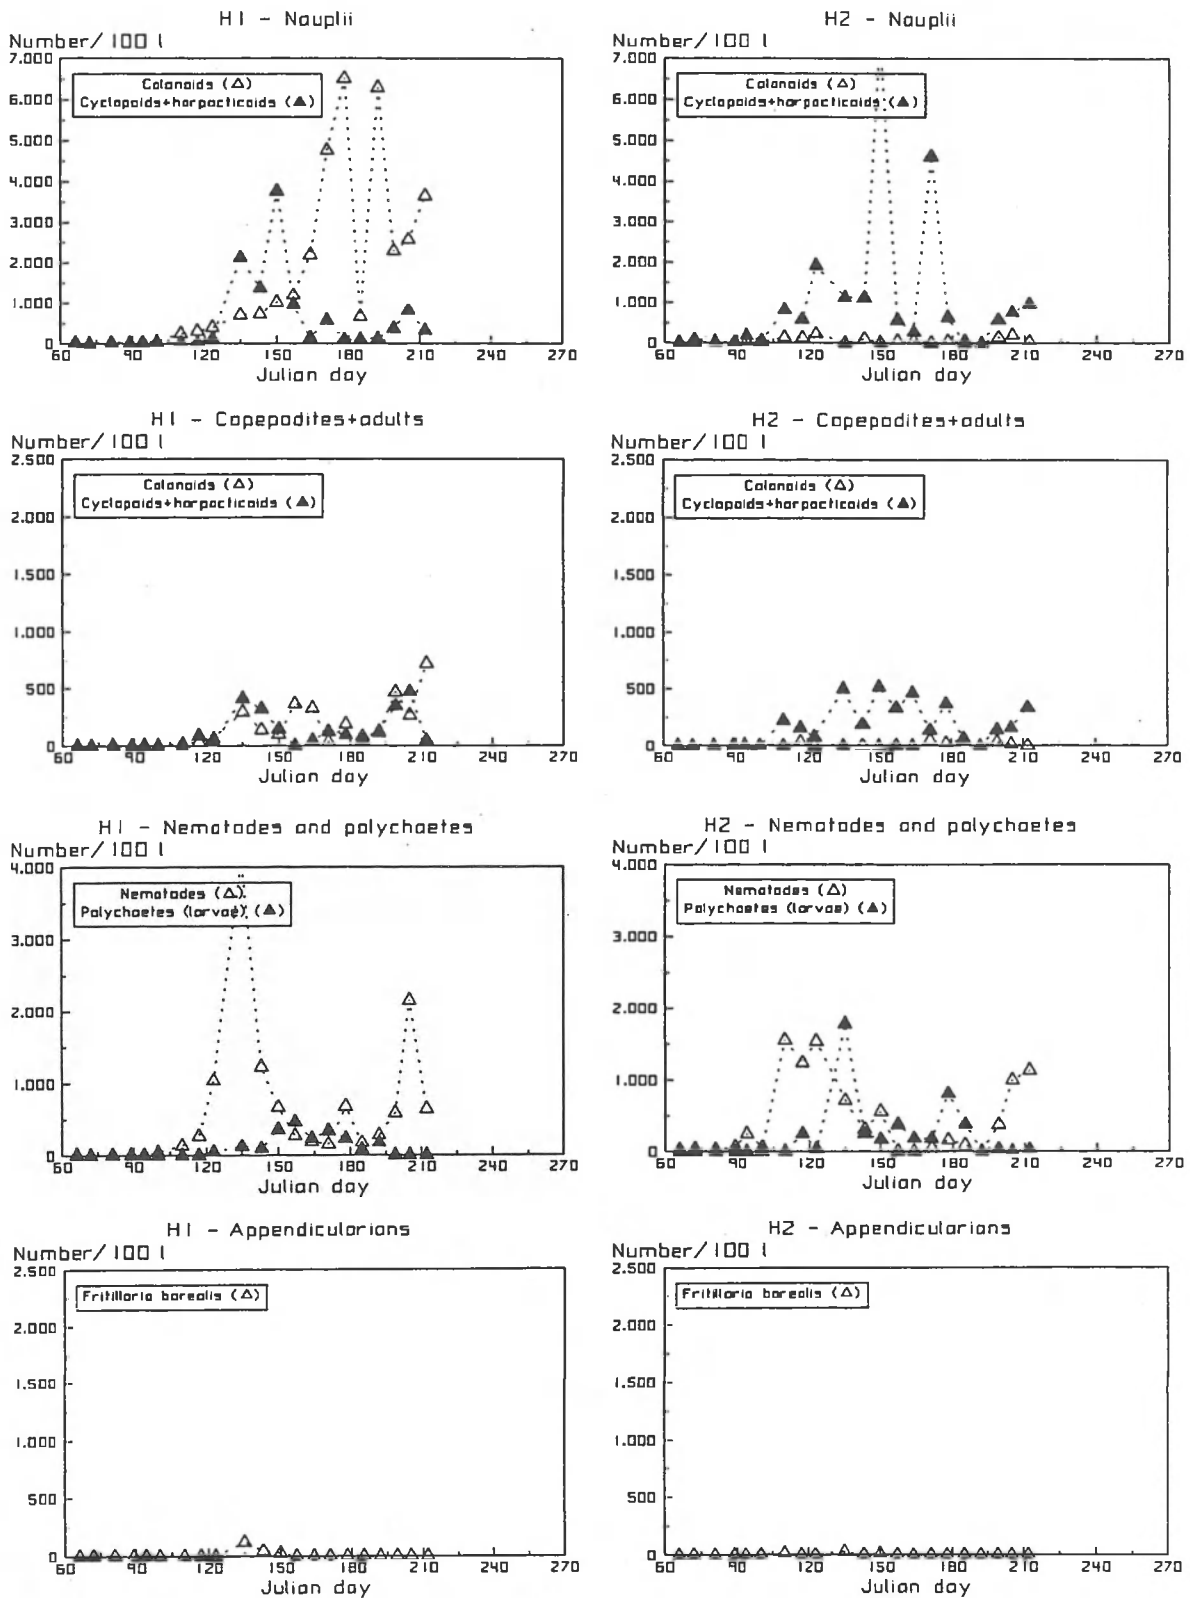 H1 - Nauplii
Number/100 l
7.000
6.000
5.000
4.000
3.000
2.000
1.000
0
Calanoids (△)
Cyclopoids+harpacticoids (▲)
60 90 120 150 180 210 240 270
Julian day
H2 - Nauplii
Number/100 l
7.000
6.000
5.000
4.000
3.000
2.000
1.000
0
Calanoids (△)
Cyclopoids+harpacticoids (▲)
60 90 120 150 180 210 240 270
Julian day
H1 - Copepodites+adults
Number/100 l
2.500
2.000
1.500
1.000
500
0
Calanoids (△)
Cyclopoids+harpacticoids (▲)
60 90 120 150 180 210 240 270
Julian day
H2 - Copepodites+adults
Number/100 l
2.500
2.000
1.500
1.000
500
0
Calanoids (△)
Cyclopoids+harpacticoids (▲)
60 90 120 150 180 210 240 270
Julian day
H1 - Nematodes and polychaetes
Number/100 l
4.000
3.000
2.000
1.000
0
Nematodes (△)
Polychaetes (larvae) (▲)
60 90 120 150 180 210 240 270
Julian day
H2 - Nematodes and polychaetes
Number/100 l
4.000
3.000
2.000
1.000
0
Nematodes (△)
Polychaetes (larvae) (▲)
60 90 120 150 180 210 240 270
Julian day
H1 - Appendicularians
Number/100 l
2.500
2.000
1.500
1.000
500
0
Fritillaria borealis (△)
60 90 120 150 180 210 240 270
Julian day
H2 - Appendicularians
Number/100 l
2.500
2.000
1.500
1.000
500
0
Fritillaria borealis (△)
60 90 120 150 180 210 240 270
Julian day